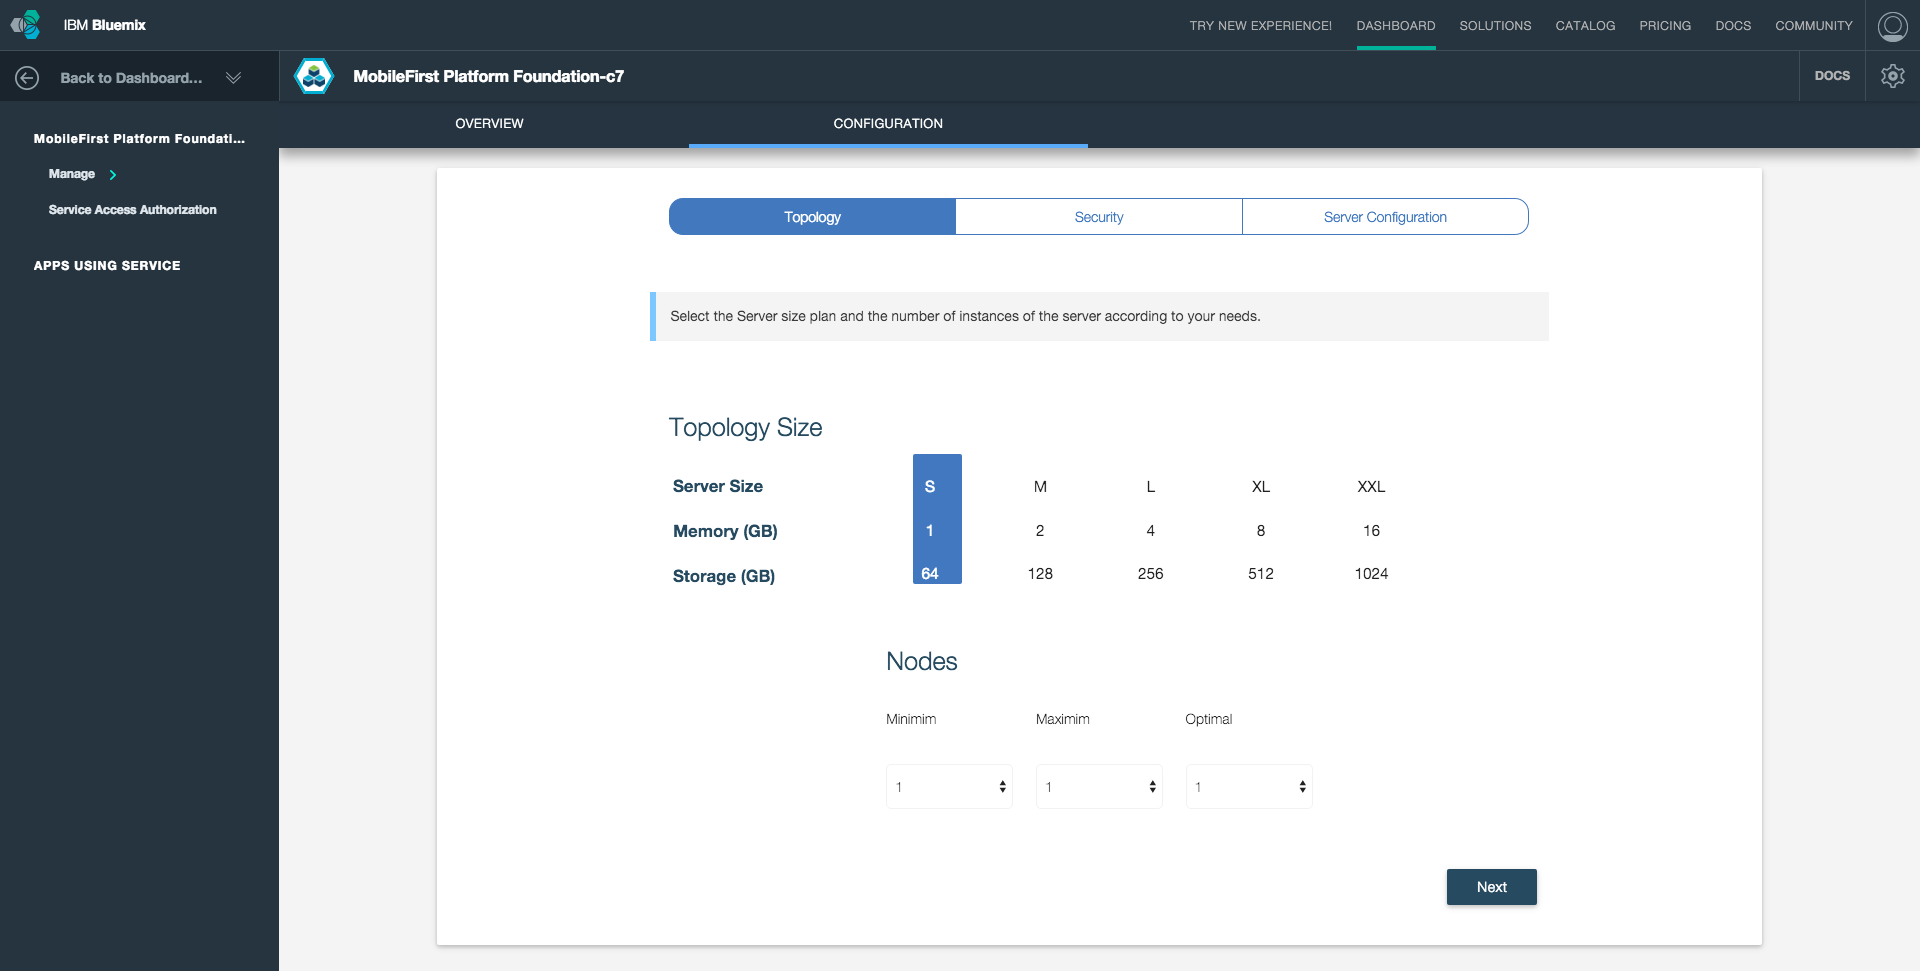 IBM Bluemix
TRY NEW EXPERIENCE! DASHBOARD SOLUTIONS CATALOG PRICING DOCS COMMUNITY
Back to Dashboard...
MobileFirst Platform Foundation-c7
DOCS
OVERVIEW CONFIGURATION
MobileFirst Platform Foundati...
Manage
Service Access Authorization
APPS USING SERVICE
Topology Security Server Configuration
Select the Server size plan and the number of instances of the server according to your needs.
Topology Size
Server Size S M L XL XXL
Memory (GB) 1 2 4 8 16
Storage (GB) 64 128 256 512 1024
Nodes
Minimim Maximim Optimal
1 1 1
Next